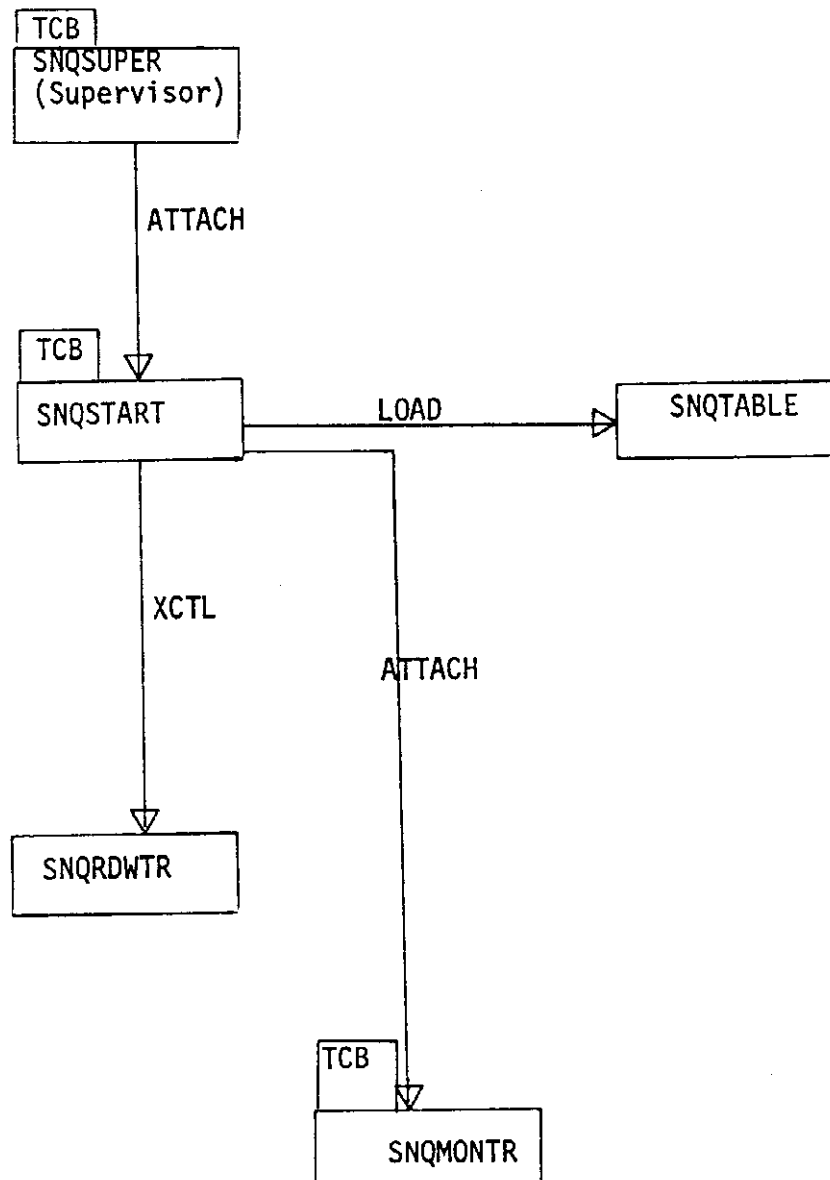 TCB
SNQSUPER
(Supervisor)
ATTACH
TCB
SNQSTART
LOAD
SNQTABLE
XCTL
ATTACH
SNQRDWTR
TCB
SNQMONTR